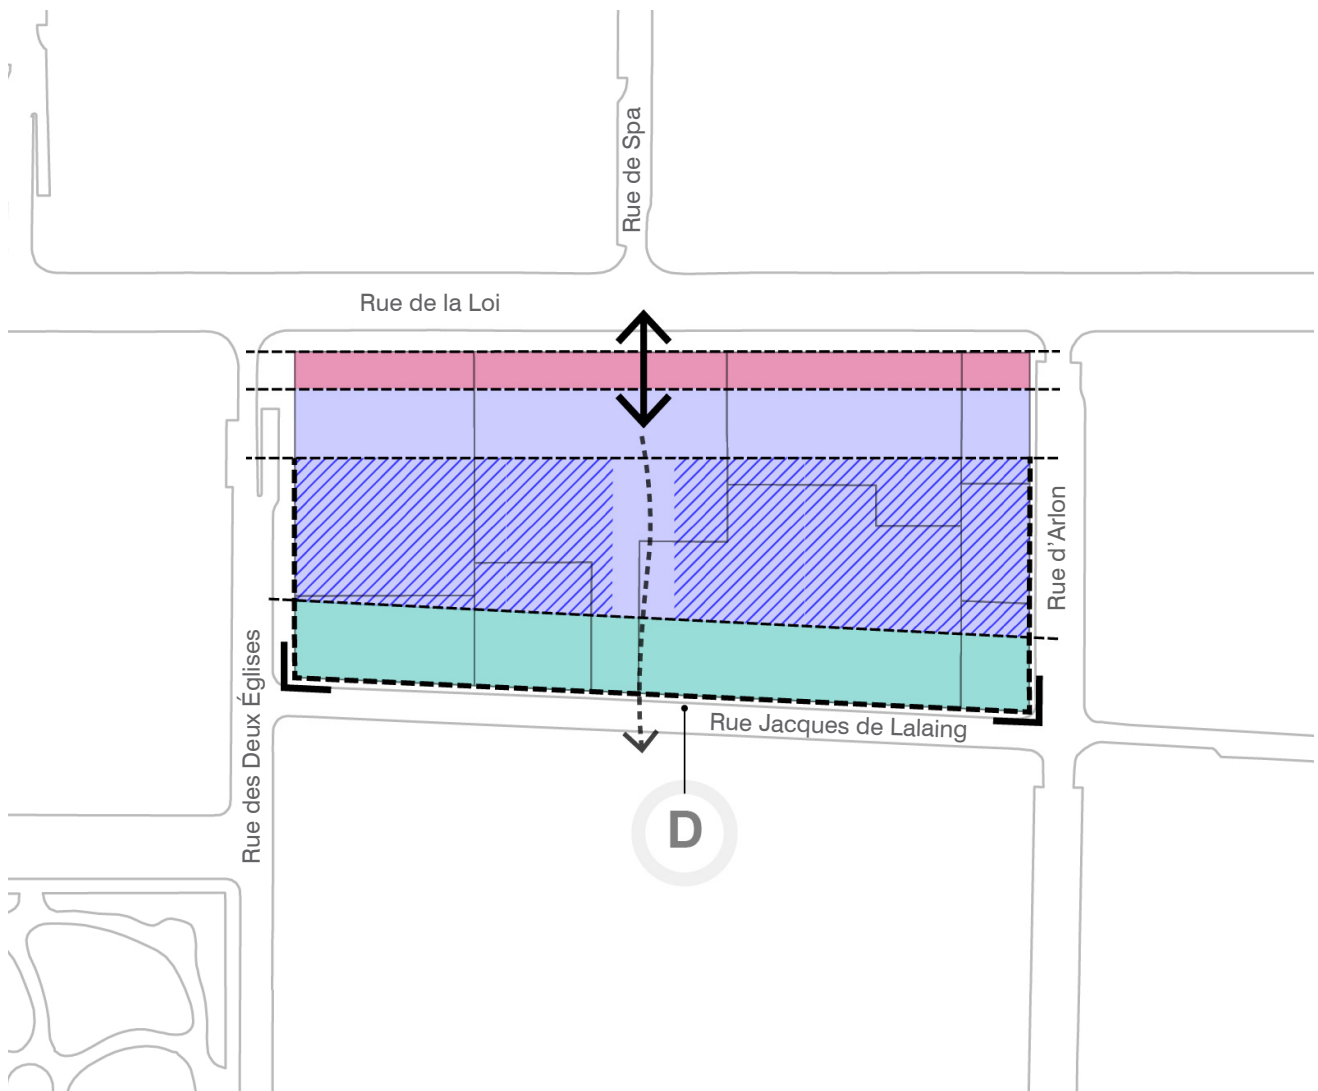 Rue de Spa
Rue de la Loi
Rue d’Arlon
Rue des Deux Églises
Rue Jacques de Lalaing
D